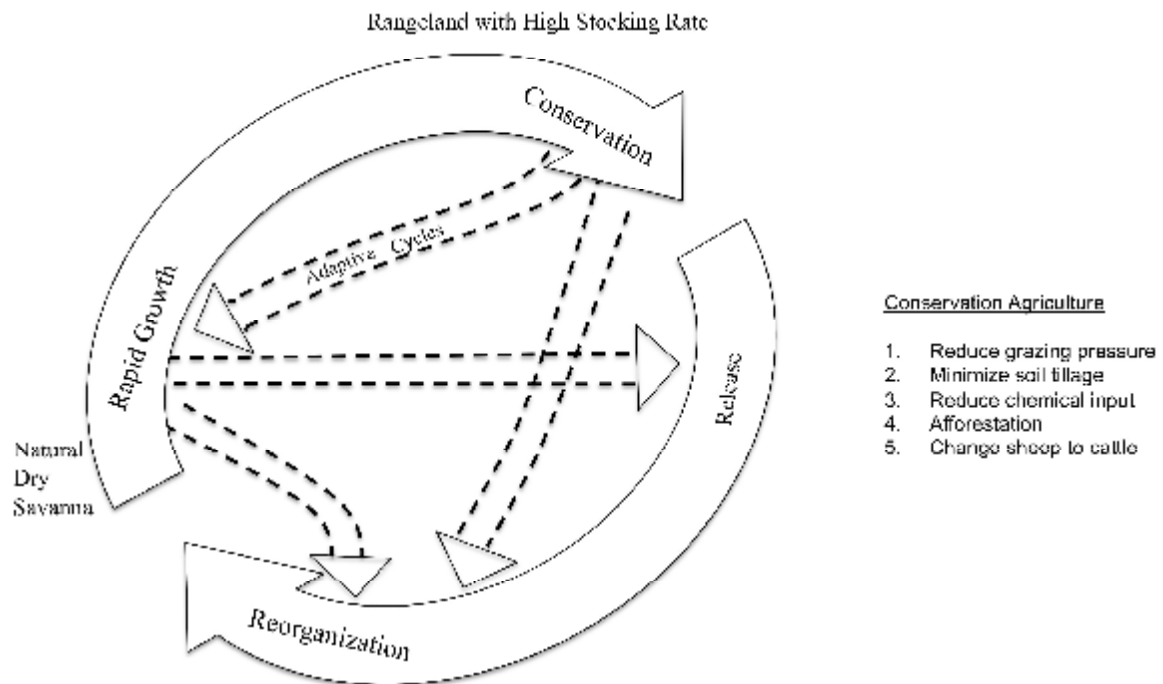 Rangeland with High Stocking Rate
Conservation
Adaptive Cycles
Rapid Growth
Release
Natural
Dry
Savanna
Reorganization
Conservation Agriculture
1. Reduce grazing pressure
2. Minimize soil tillage
3. Reduce chemical input
4. Afforestation
5. Change sheep to cattle